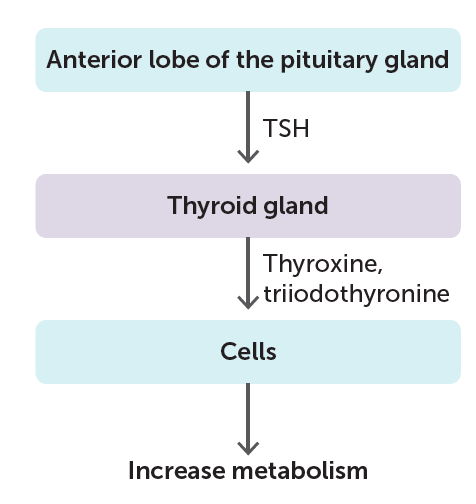 Anterior lobe of the pituitary gland
TSH
Thyroid gland
Thyroxine,
triiodothyronine
Cells
Increase metabolism